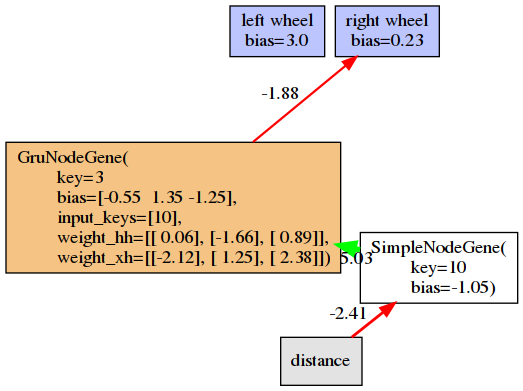 left wheel
bias=3.0
right wheel
bias=0.23
-1.88
GruNodeGene(
key=3
bias=[-0.55  1.35 -1.25],
input_keys=[10],
weight_hh=[[ 0.06], [-1.66], [ 0.89]],
weight_xh=[[-2.12], [ 1.25], [ 2.38]])
5.03
SimpleNodeGene(
key=10
bias=-1.05)
-2.41
distance